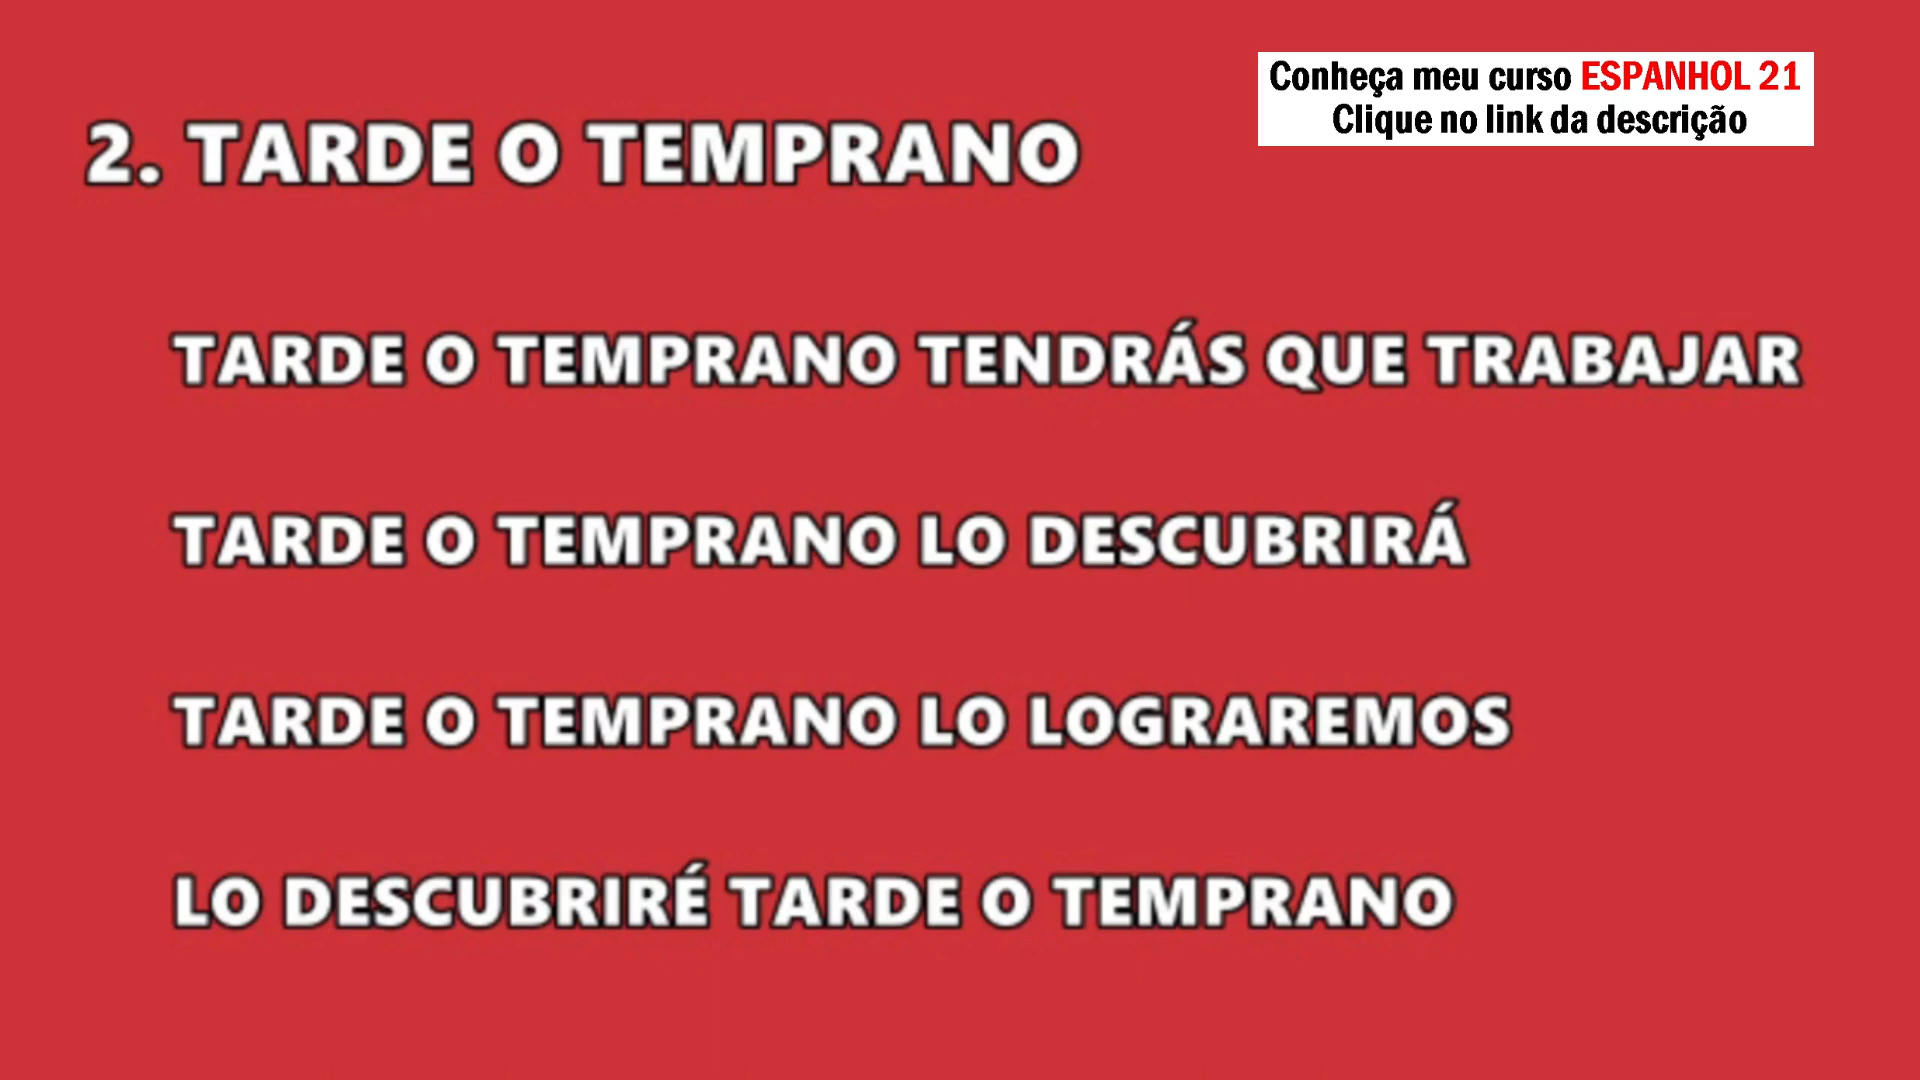 Conheça meu curso ESPANHOL 21
Clique no link da descrição
2. TARDE O TEMPRANO
TARDE O TEMPRANO TENDRÁS QUE TRABAJAR
TARDE O TEMPRANO LO DESCUBRIRÁ
TARDE O TEMPRANO LO LOGRAREMOS
LO DESCUBRIRÉ TARDE O TEMPRANO